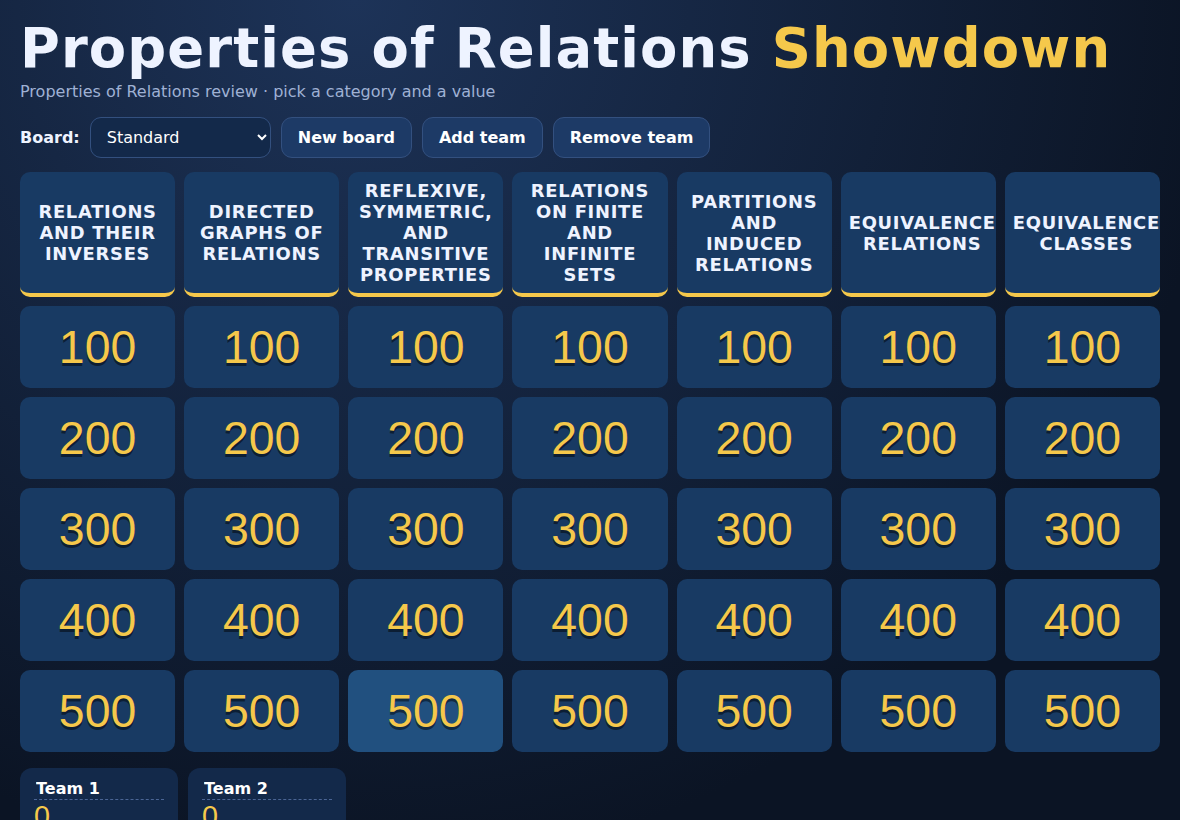 Properties of Relations Showdown
Properties of Relations review · pick a category and a value
Board: Standard New board Add team Remove team
RELATIONS
AND THEIR
INVERSES
DIRECTED
GRAPHS OF
RELATIONS
REFLEXIVE,
SYMMETRIC,
AND
TRANSITIVE
PROPERTIES
RELATIONS
ON FINITE
AND
INFINITE
SETS
PARTITIONS
AND
INDUCED
RELATIONS
EQUIVALENCE
RELATIONS
EQUIVALENCE
CLASSES
100 100 100 100 100 100 100
200 200 200 200 200 200 200
300 300 300 300 300 300 300
400 400 400 400 400 400 400
500 500 500 500 500 500 500
Team 1 Team 2
0 0